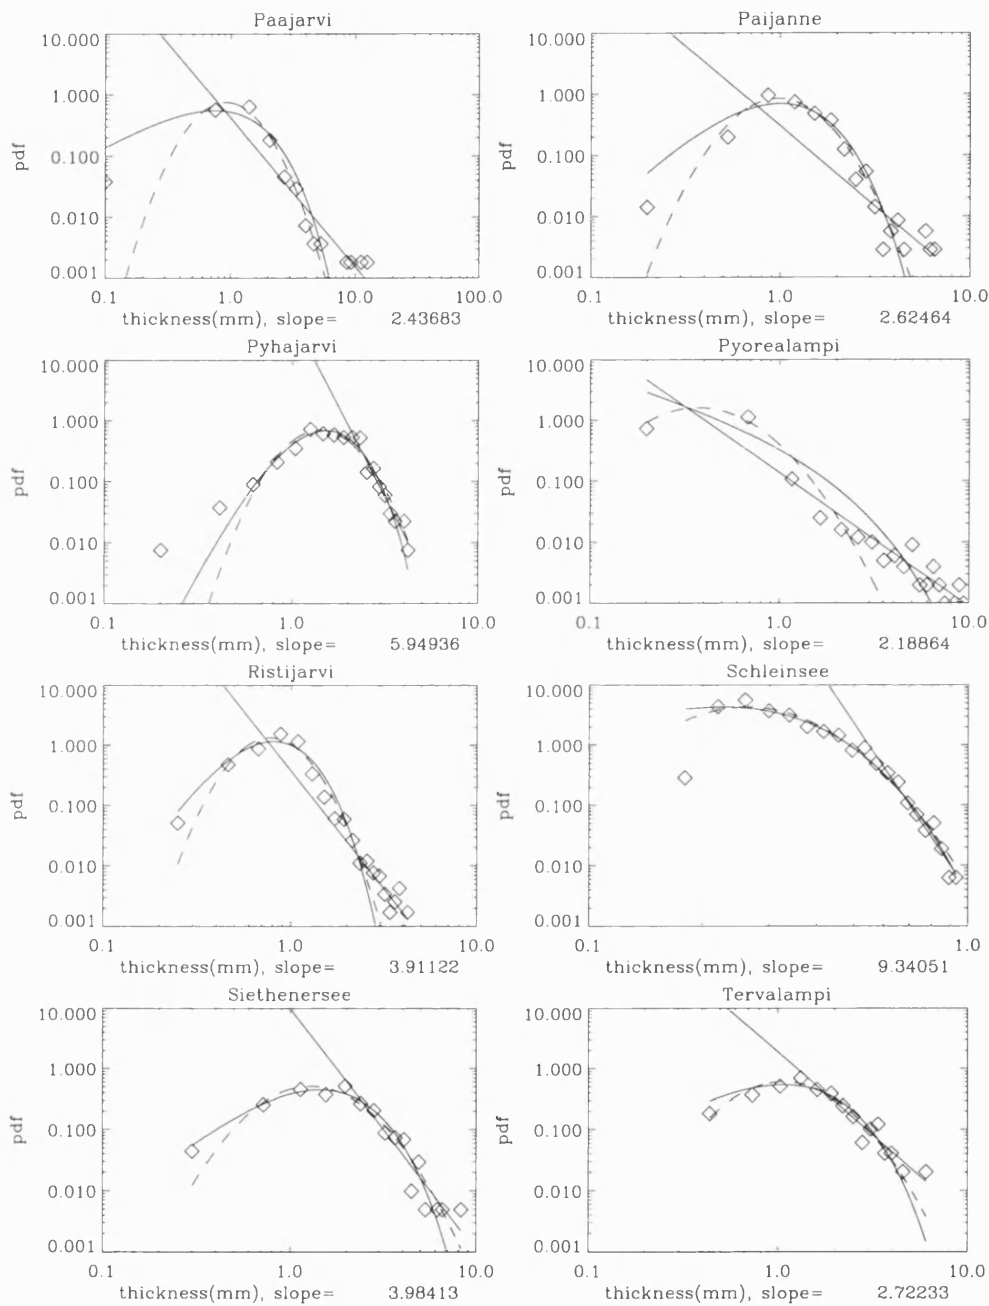 Paajarvi
10.000
1.000
0.100
0.010
0.001
pdf
0.1 1.0 10.0 100.0
thickness(mm), slope= 2.43683
Paijanne
10.000
1.000
0.100
0.010
0.001
pdf
0.1 1.0 10.0
thickness(mm), slope= 2.62464
Pyhajarvi
10.000
1.000
0.100
0.010
0.001
pdf
0.1 1.0 10.0
thickness(mm), slope= 5.94936
Pyorealampi
10.000
1.000
0.100
0.010
0.001
pdf
0.1 1.0 10.0
thickness(mm), slope= 2.18864
Ristijarvi
10.000
1.000
0.100
0.010
0.001
pdf
0.1 1.0 10.0
thickness(mm), slope= 3.91122
Schleinsee
10.000
1.000
0.100
0.010
0.001
pdf
0.1 1.0
thickness(mm), slope= 9.34051
Siethenersee
10.000
1.000
0.100
0.010
0.001
pdf
0.1 1.0 10.0
thickness(mm), slope= 3.98413
Tervalampi
10.000
1.000
0.100
0.010
0.001
pdf
0.1 1.0 10.0
thickness(mm), slope= 2.72233